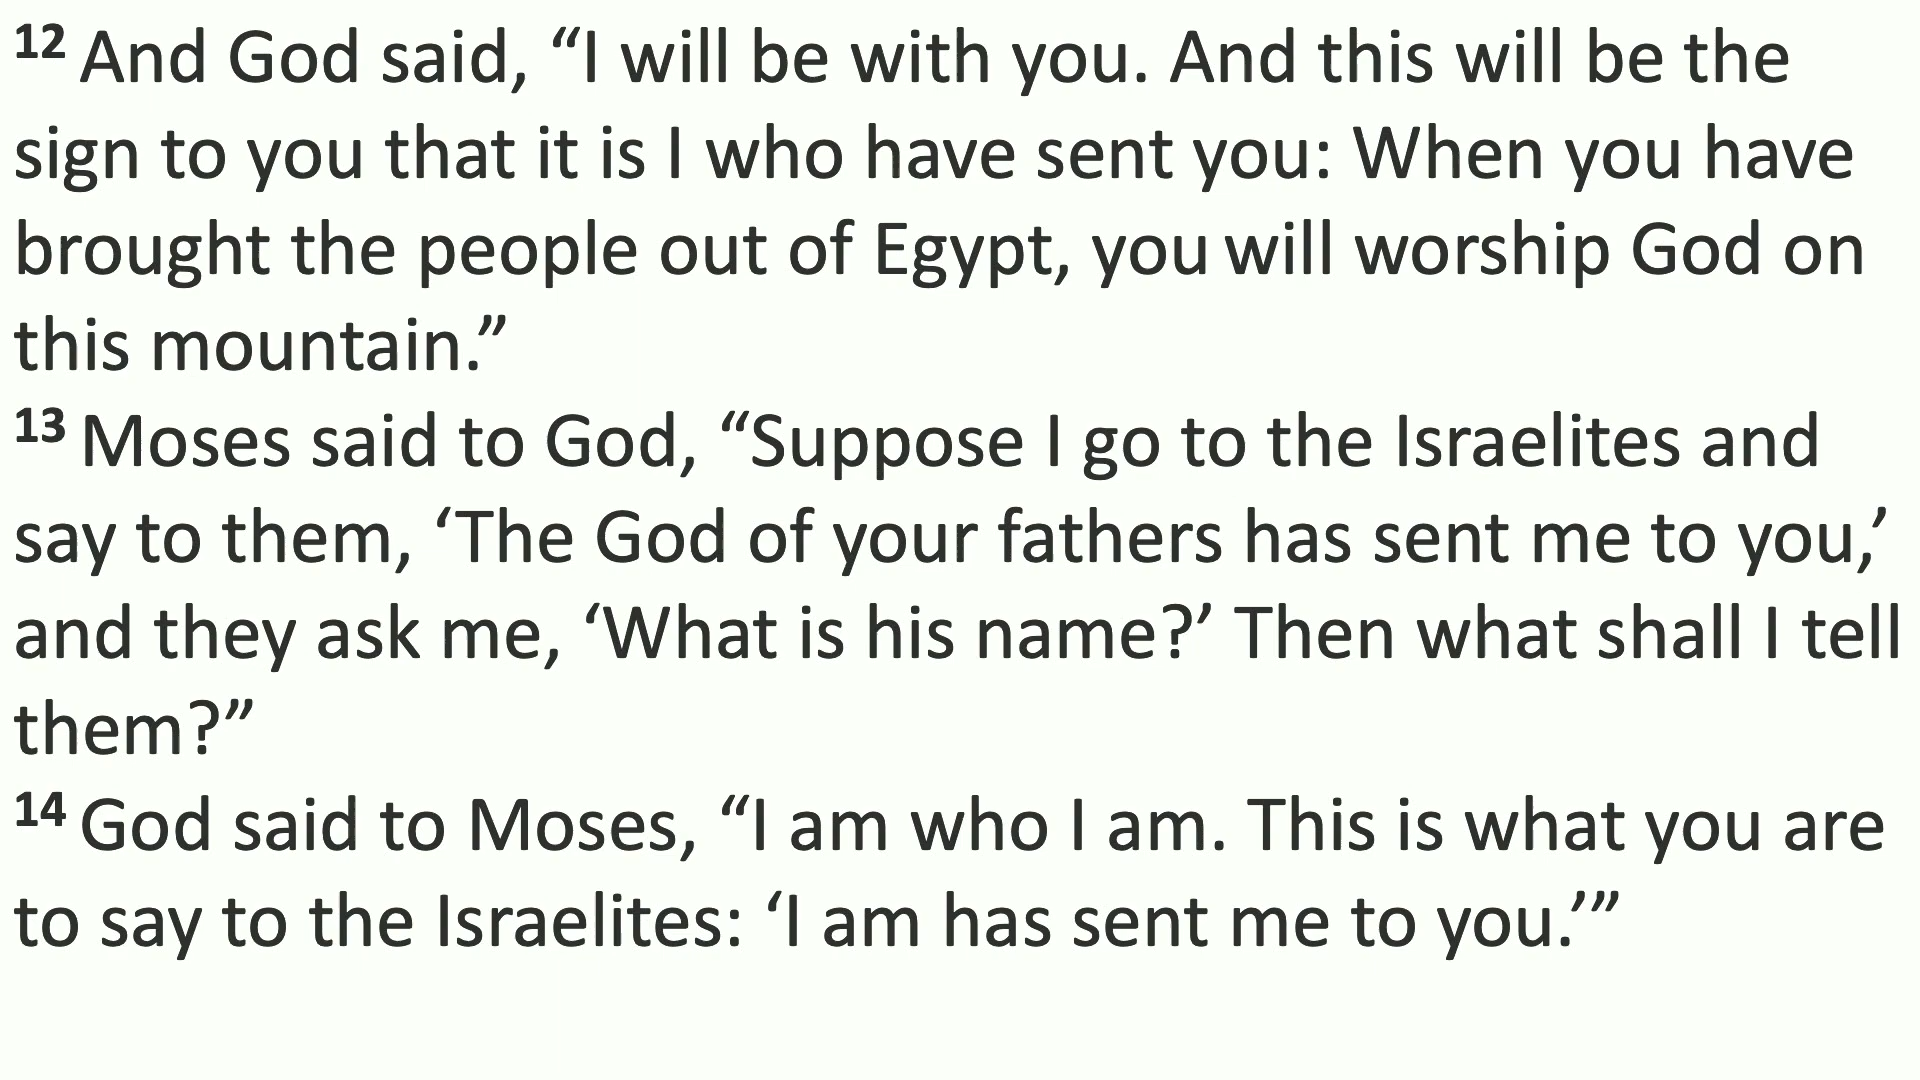 12 And God said, “I will be with you. And this will be the
sign to you that it is I who have sent you: When you have
brought the people out of Egypt, you will worship God on
this mountain.”
13 Moses said to God, “Suppose I go to the Israelites and
say to them, ‘The God of your fathers has sent me to you,’
and they ask me, ‘What is his name?’ Then what shall I tell
them?”
14 God said to Moses, “I am who I am. This is what you are
to say to the Israelites: ‘I am has sent me to you.’”